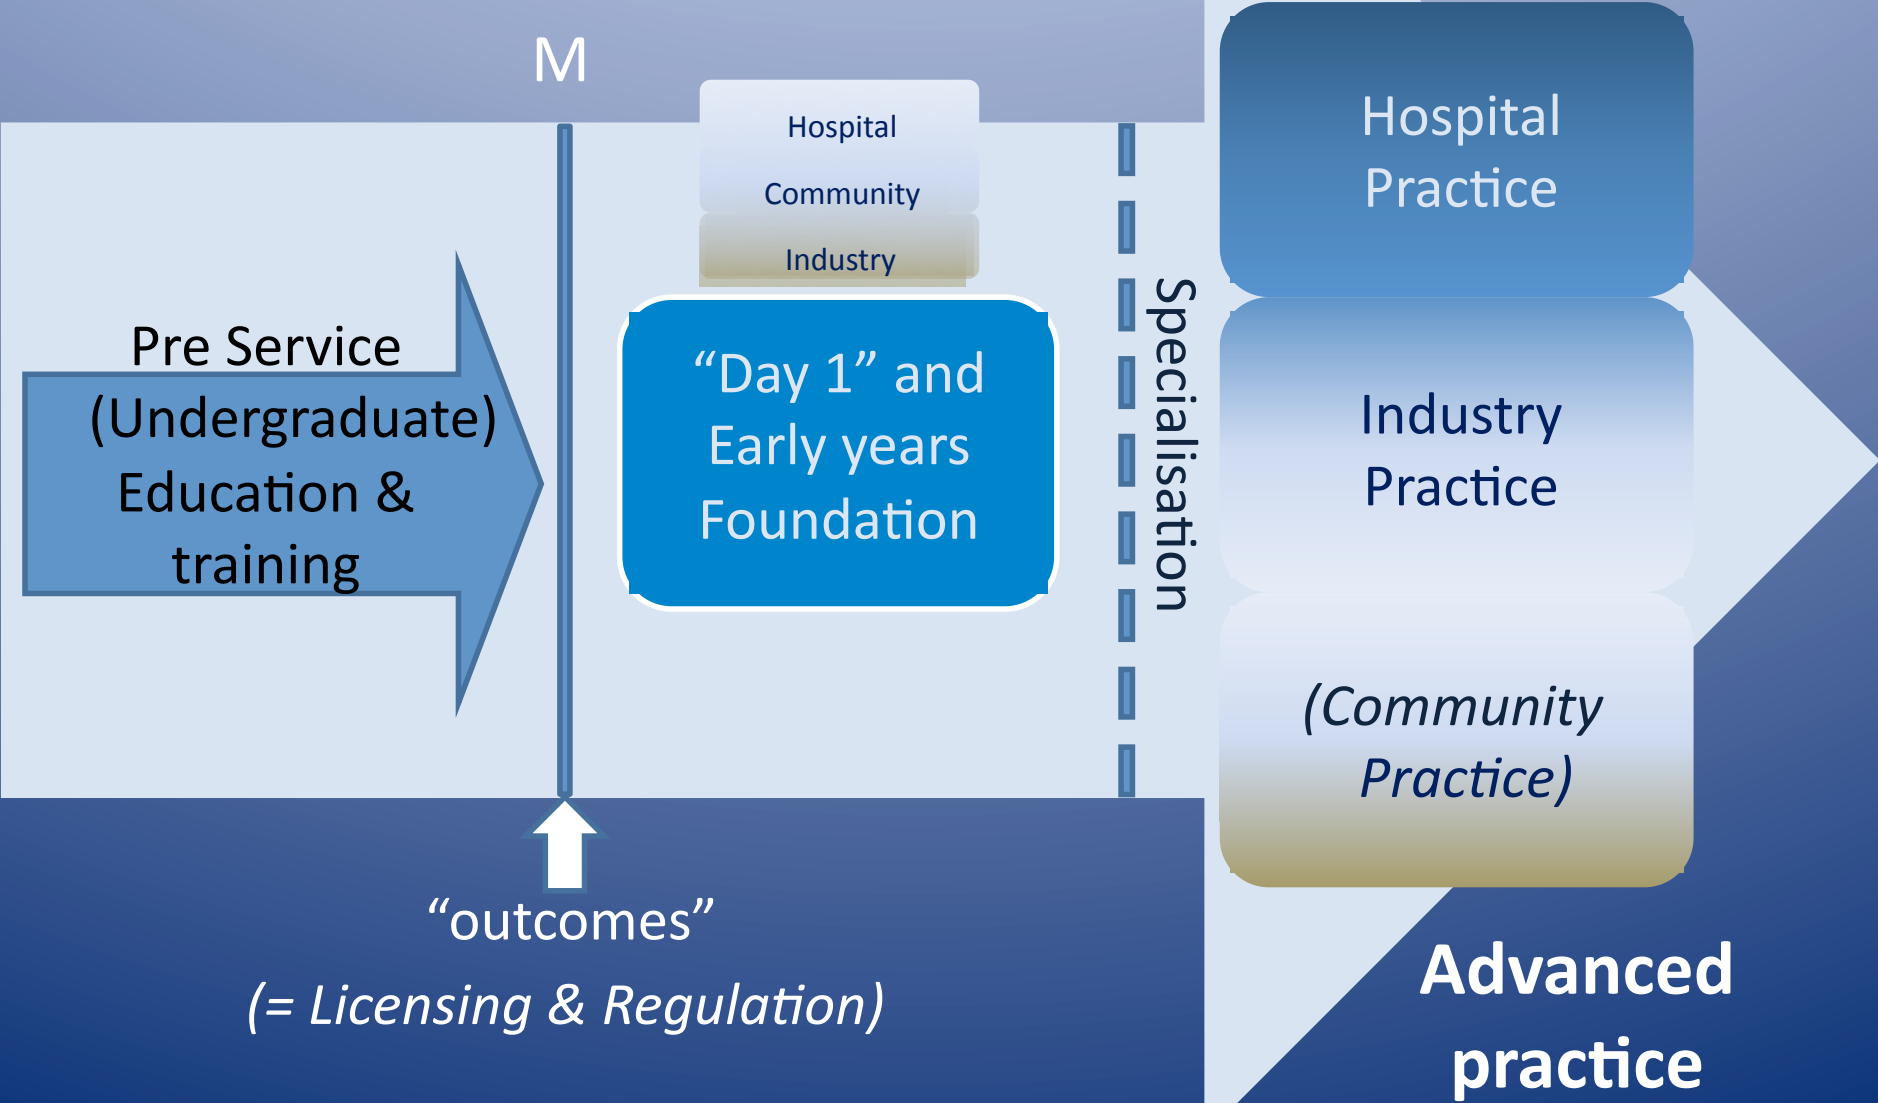 M
Pre Service
(Undergraduate)
Education &
training
Hospital
Community
Industry
“Day 1” and
Early years
Foundation
Specialisation
Hospital
Practice
Industry
Practice
(Community
Practice)
“outcomes”
(= Licensing & Regulation)
Advanced
practice